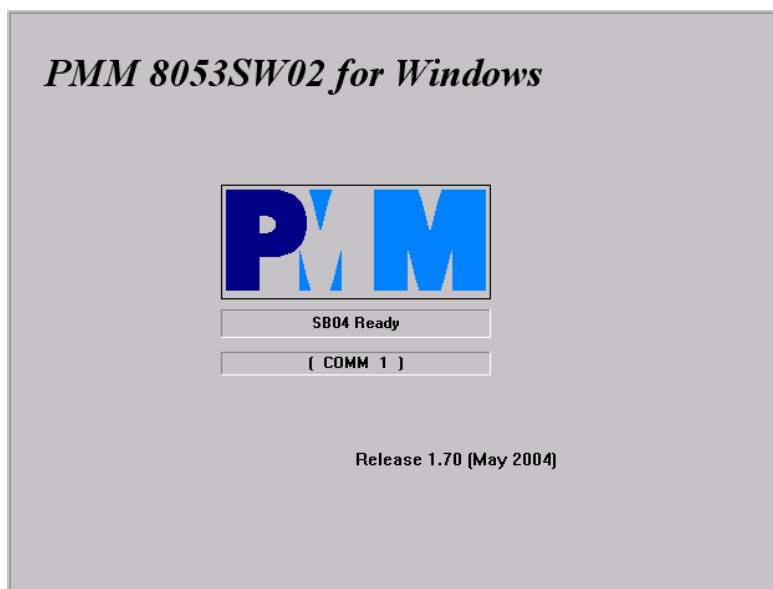 PMM 8053SW02 for Windows
PMM
SB04 Ready
( COMM 1 )
Release 1.70 (May 2004)